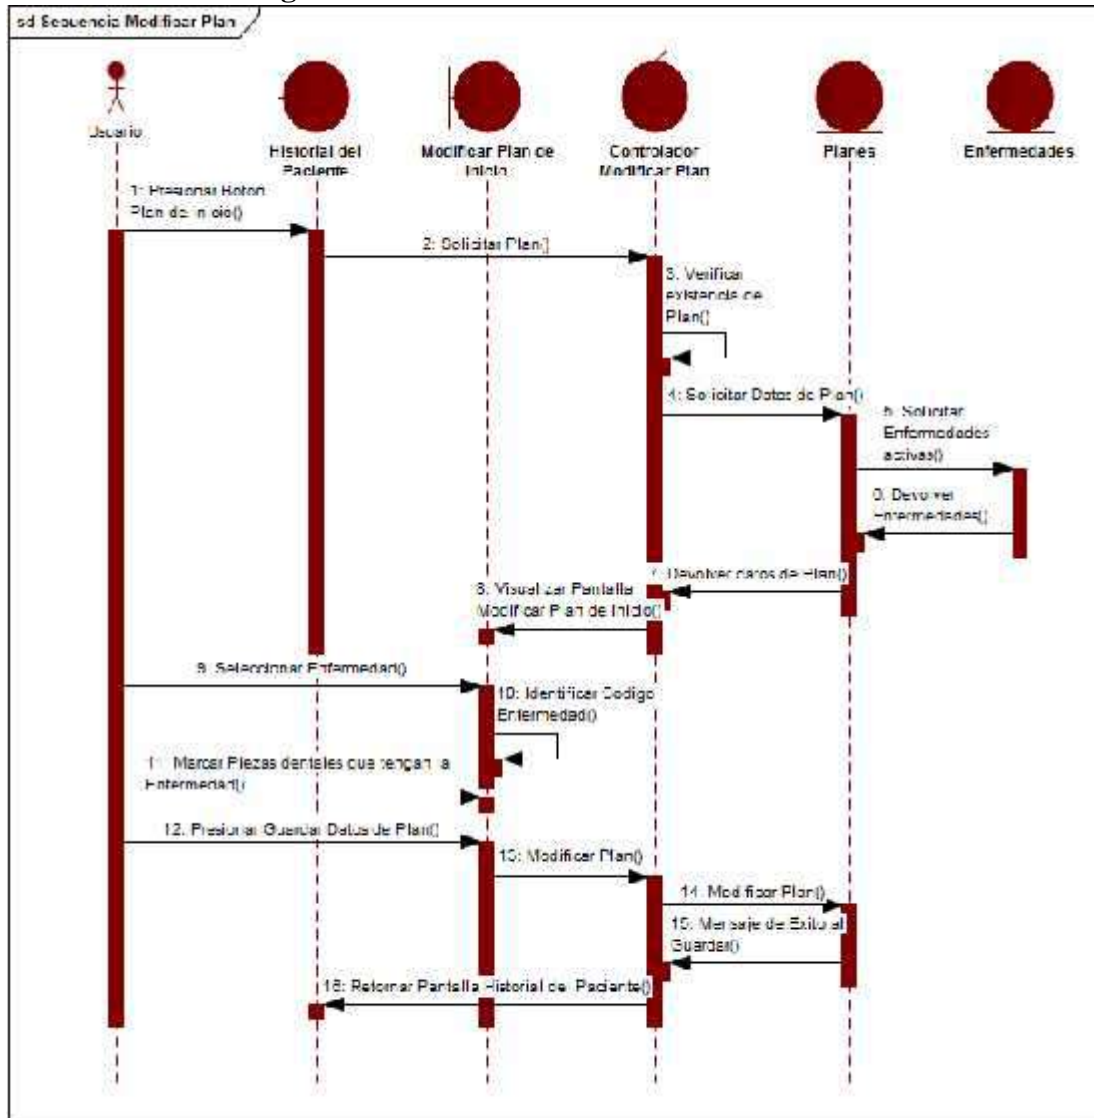 sd Secuencia Modificar Plan
Usuario
Historial del
Paciente
Modificar Plan de
Inicio
Controlador
Modificar Plan
Planes
Enfermedades
1: Presionar Boton
Plan de Inicio()
2: Solicitar Plan()
3: Verificar
existencia de
Plan()
4: Solicitar Datos de Plan()
5: Solicitar
Enfermedades
activas()
6: Devolver
Enfermedades()
7: Devolver datos de Plan()
8: Visualizar Pantalla
Modificar Plan de Inicio()
9: Seleccionar Enfermedad()
10: Identificar Codigo
Enfermedad()
11: Marcar Piezas dentales que tengan la
Enfermedad()
12: Presionar Guardar Datos de Plan()
13: Modificar Plan()
14: Modificar Plan()
15: Mensaje de Exito al
Guardar()
16: Retornar Pantalla Historial del Paciente()